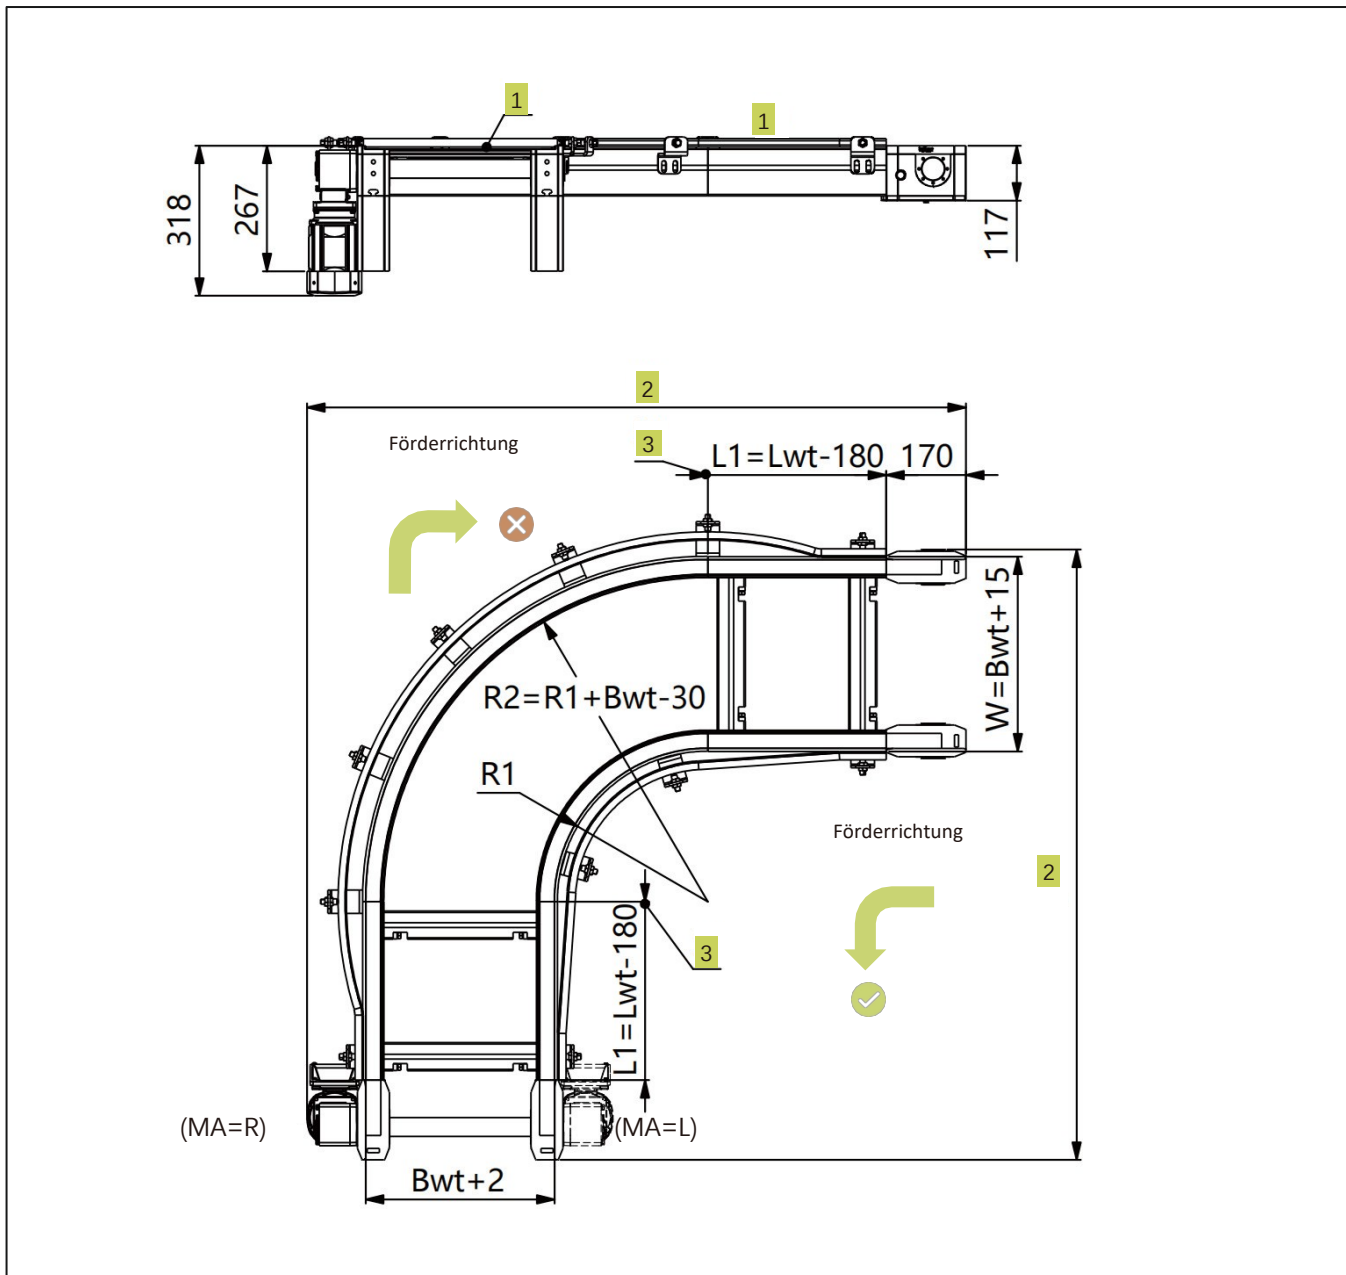 1
1
318
267
117
2
Förderrichtung
3
L1=Lwt-180
170
W=Bwt+15
R2=R1+Bwt-30
R1
Förderrichtung
2
L1=Lwt-180
3
(MA=R)
(MA=L)
Bwt+2